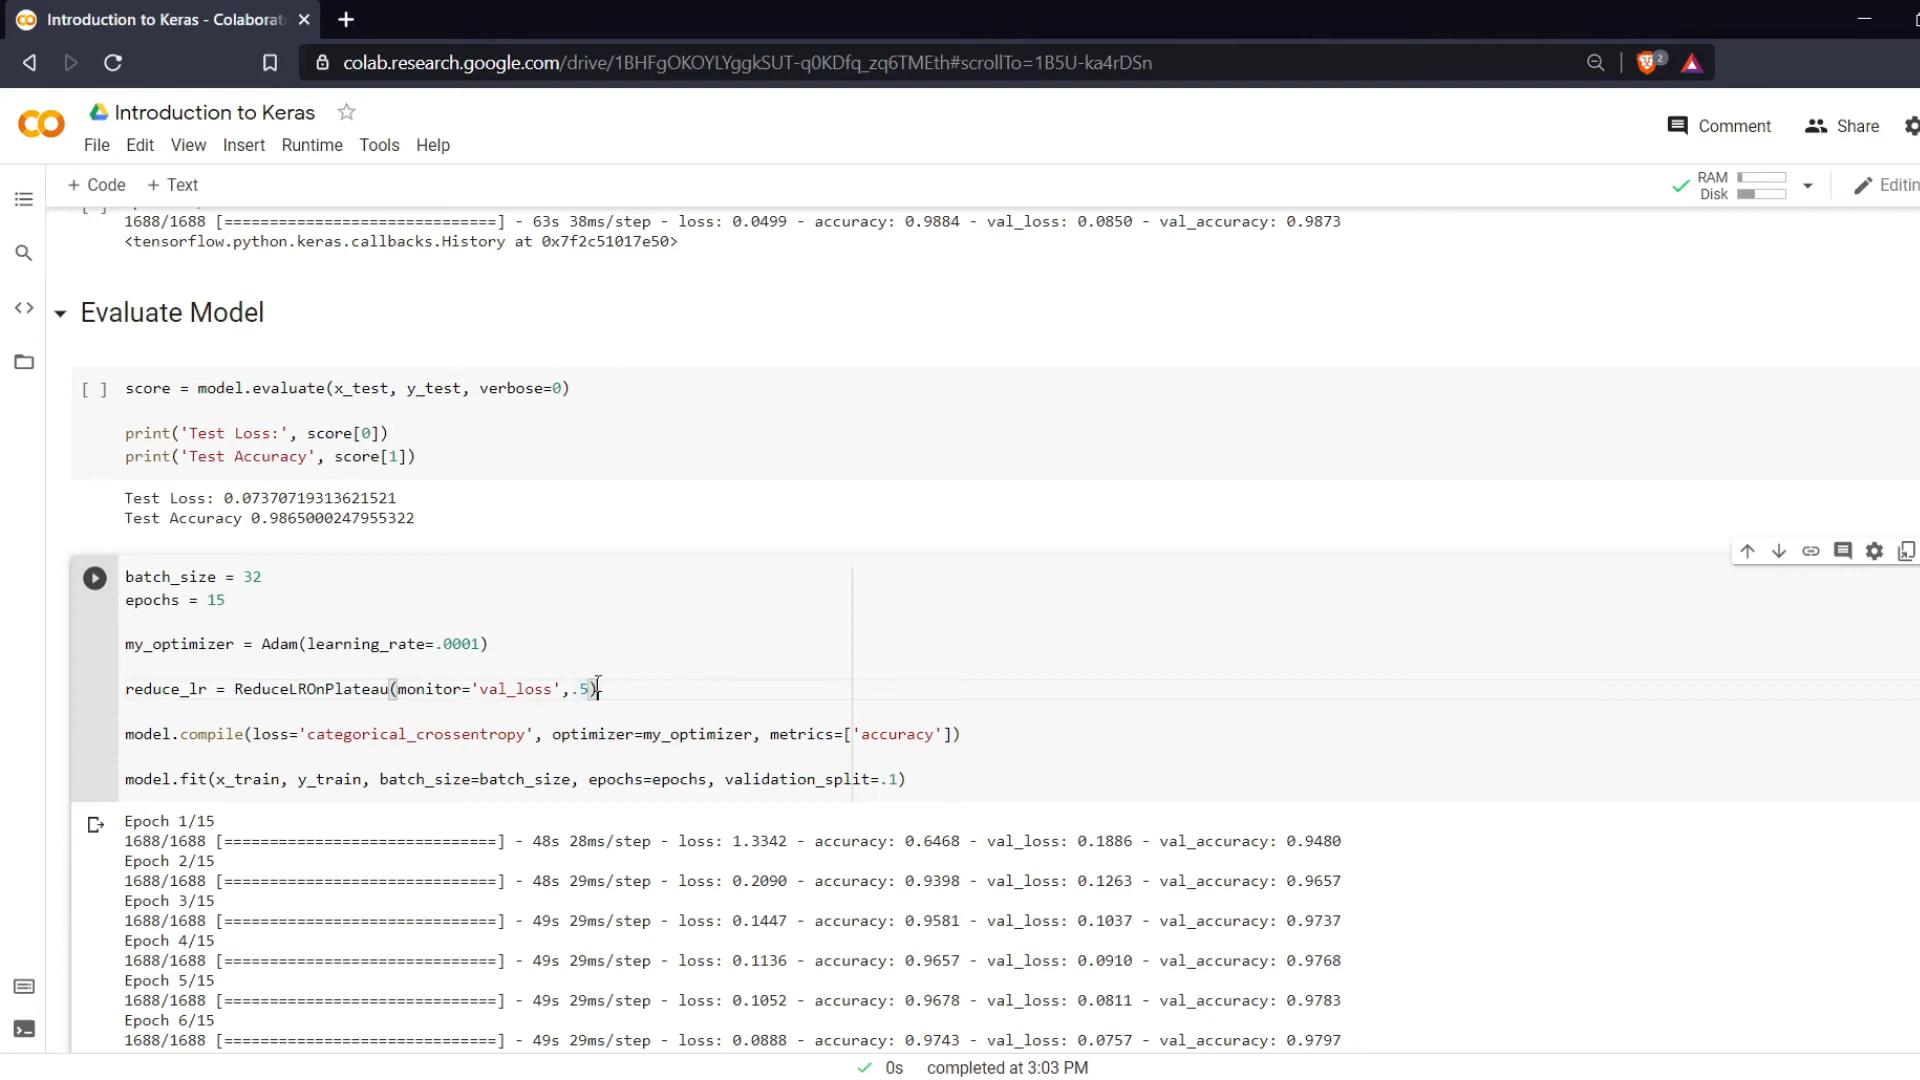 Introduction to Keras - Colaborat
colab.research.google.com/drive/1BHFgOKOYLYggkSUT-q0KDfq_zq6TMEth#scrollTo=1B5U-ka4rDSn
2
Introduction to Keras
File Edit View Insert Runtime Tools Help
Comment
Share
+ Code + Text
RAM
Disk
Editin
1688/1688 [==============================] - 63s 38ms/step - loss: 0.0499 - accuracy: 0.9884 - val_loss: 0.0850 - val_accuracy: 0.9873
<tensorflow.python.keras.callbacks.History at 0x7f2c51017e50>
Evaluate Model
[ ] score = model.evaluate(x_test, y_test, verbose=0)
print('Test Loss:', score[0])
print('Test Accuracy', score[1])
Test Loss: 0.07370719313621521
Test Accuracy 0.9865000247955322
batch_size = 32
epochs = 15
my_optimizer = Adam(learning_rate=.0001)
reduce_lr = ReduceLROnPlateau(monitor='val_loss',.5)
model.compile(loss='categorical_crossentropy', optimizer=my_optimizer, metrics=['accuracy'])
model.fit(x_train, y_train, batch_size=batch_size, epochs=epochs, validation_split=.1)
Epoch 1/15
1688/1688 [==============================] - 48s 28ms/step - loss: 1.3342 - accuracy: 0.6468 - val_loss: 0.1886 - val_accuracy: 0.9480
Epoch 2/15
1688/1688 [==============================] - 48s 29ms/step - loss: 0.2090 - accuracy: 0.9398 - val_loss: 0.1263 - val_accuracy: 0.9657
Epoch 3/15
1688/1688 [==============================] - 49s 29ms/step - loss: 0.1447 - accuracy: 0.9581 - val_loss: 0.1037 - val_accuracy: 0.9737
Epoch 4/15
1688/1688 [==============================] - 49s 29ms/step - loss: 0.1136 - accuracy: 0.9657 - val_loss: 0.0910 - val_accuracy: 0.9768
Epoch 5/15
1688/1688 [==============================] - 49s 29ms/step - loss: 0.1052 - accuracy: 0.9678 - val_loss: 0.0811 - val_accuracy: 0.9783
Epoch 6/15
1688/1688 [==============================] - 49s 29ms/step - loss: 0.0888 - accuracy: 0.9743 - val_loss: 0.0757 - val_accuracy: 0.9797
0s completed at 3:03 PM